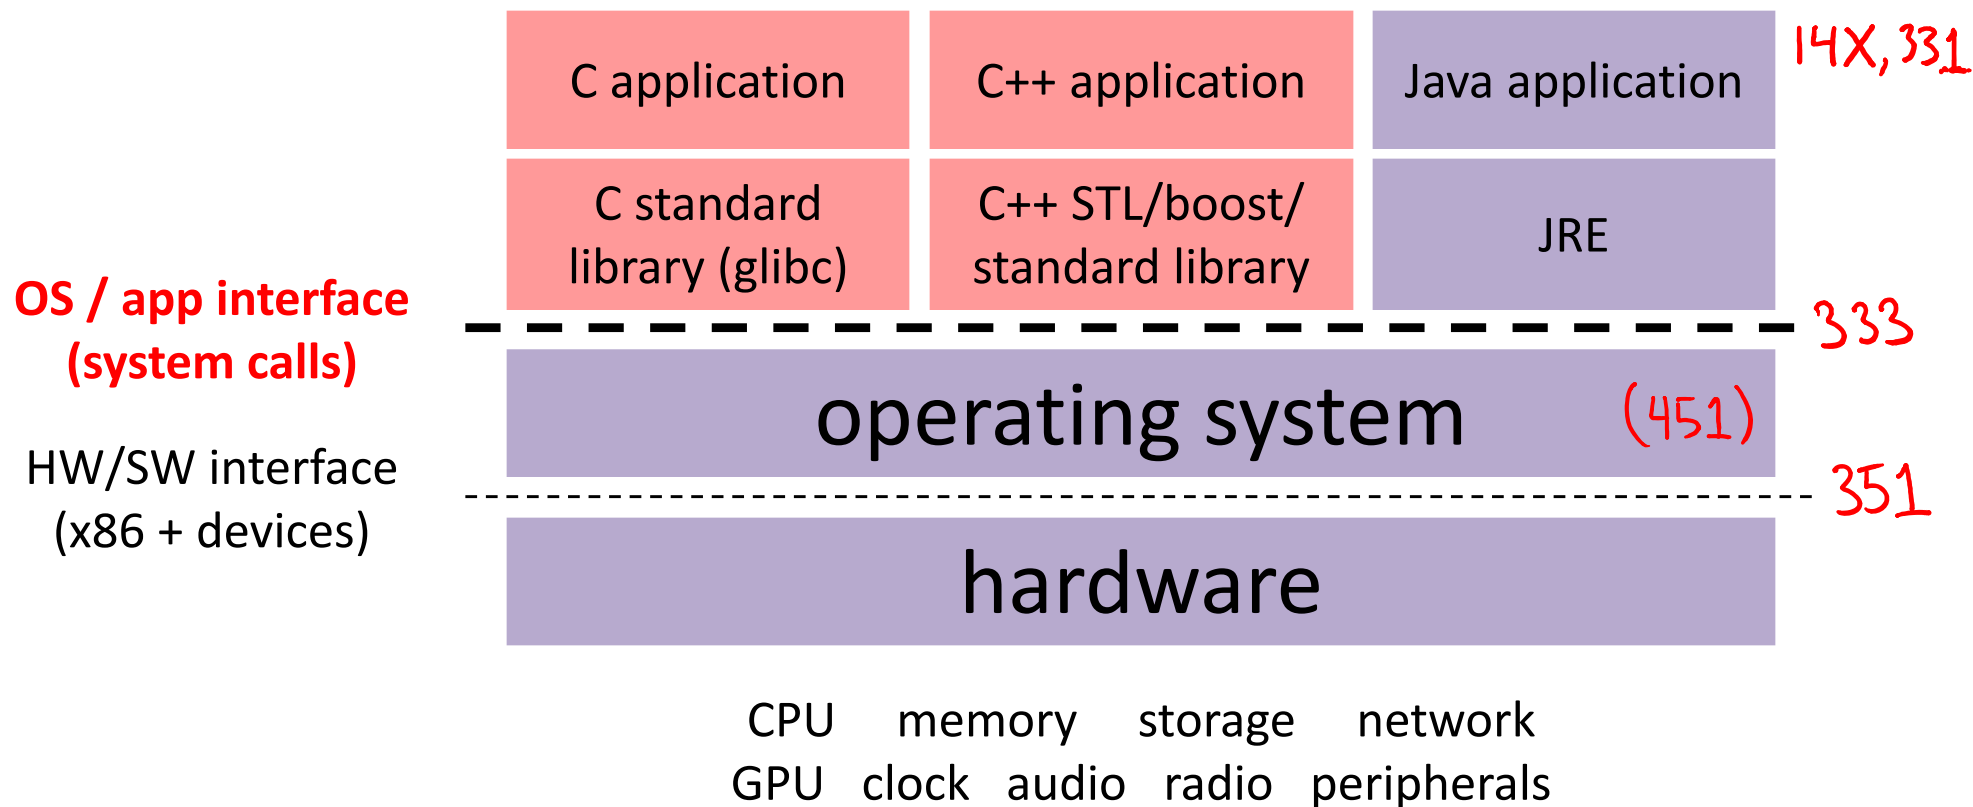 C application
C++ application
Java application
14X, 331
C standard
library (glibc)
C++ STL/boost/
standard library
JRE
OS / app interface
(system calls)
333
operating system
(451)
HW/SW interface
(x86 + devices)
351
hardware
CPU memory storage network
GPU clock audio radio peripherals